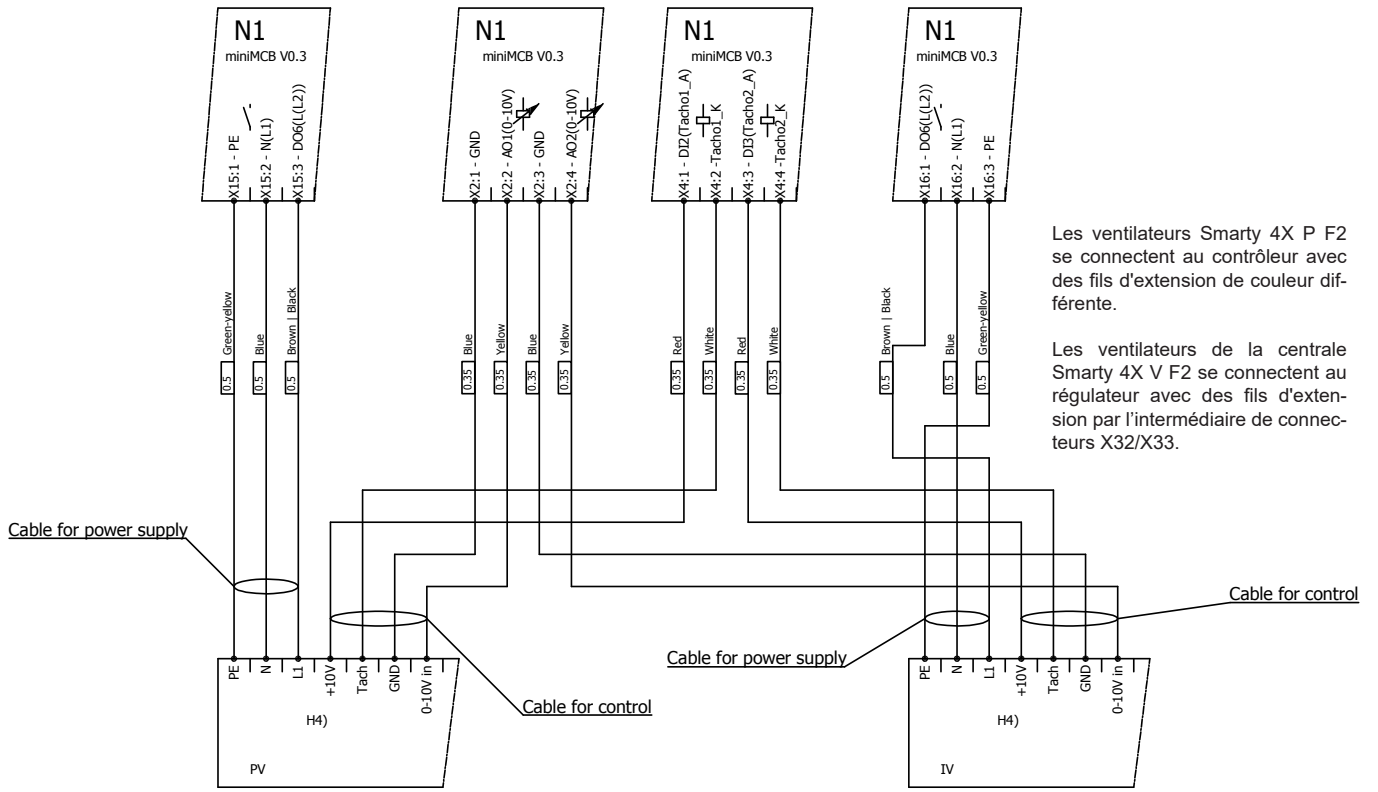 N1
miniMCB V0.3
X15:1 - PE
X15:2 - N(L1)
X15:3 - DO6(L(L2))
N1
miniMCB V0.3
X2:1 - GND
X2:2 - AO1(0-10V)
X2:3 - GND
X2:4 - AO2(0-10V)
N1
miniMCB V0.3
X4:1 - DI2(Tacho1_A)
X4:2 -Tacho1_K
X4:3 - DI3(Tacho2_A)
X4:4 -Tacho2_K
N1
miniMCB V0.3
X16:1 - DO6(L(L2))
X16:2 - N(L1)
X16:3 - PE
Les ventilateurs Smarty 4X P F2
se connectent au contrôleur avec
des fils d'extension de couleur dif-
férente.
Les ventilateurs de la centrale
Smarty 4X V F2 se connectent au
régulateur avec des fils d'exten-
sion par l’intermédiaire de connec-
teurs X32/X33.
0.5 Green-yellow
0.5 Blue
0.5 Brown | Black
0.35 Blue
0.35 Yellow
0.35 Blue
0.35 Yellow
0.35 Red
0.35 White
0.35 Red
0.35 White
0.5 Brown | Black
0.5 Blue
0.5 Green-yellow
Cable for power supply
Cable for control
Cable for power supply
Cable for control
PE
N
L1
+10V
Tach
GND
0-10V in
H4)
PV
PE
N
L1
+10V
Tach
GND
0-10V in
H4)
IV